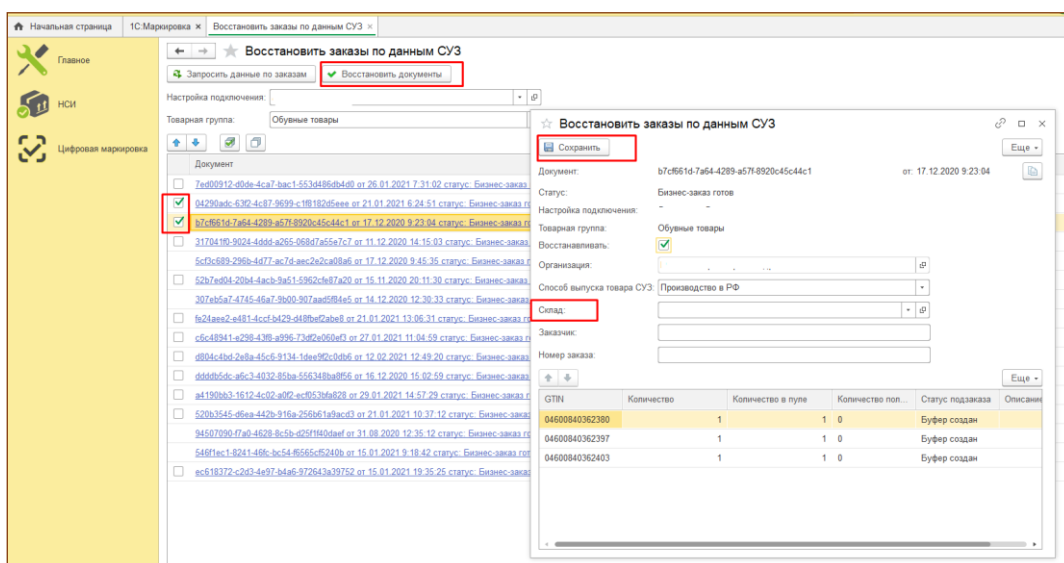 Начальная страница 1С:Маркировка × Восстановить заказы по данным СУЗ ×
Главное
НСИ
Цифровая маркировка
Восстановить заказы по данным СУЗ
Запросить данные по заказам Восстановить документы
Настройка подключения:
Товарная группа: Обувные товары
Документ
7ed00912-d0de-4ca7-bac1-553d486db4d0 от 26.01.2021 7:31:02 статус: Бизнес-заказ
04290adc-63f2-4c87-9699-c1f8182d5eee от 21.01.2021 6:24:51 статус: Бизнес-заказ го
b7cf661d-7a64-4289-a57f-8920c45c44c1 от 17.12.2020 9:23:04 статус: Бизнес-заказ го
317041f0-9024-4ddd-a265-068d7a55e7c7 от 11.12.2020 14:15:03 статус: Бизнес-заказ
5cf3c689-296b-4d77-ac7d-aec2e2ca08a6 от 17.12.2020 9:45:35 статус: Бизнес-заказ г
52b7ed04-20b4-4acb-9a51-5962cfe87a20 от 15.11.2020 20:11:30 статус: Бизнес-заказ
307eb5a7-4745-46a7-9b00-907aad5f84e5 от 14.12.2020 12:30:33 статус: Бизнес-заказ
fe24aee2-e481-4ccf-b429-d48fbef2abe8 от 21.01.2021 13:06:31 статус: Бизнес-заказ го
c6c48941-e298-43f8-a996-73df2e060ef3 от 27.01.2021 11:04:59 статус: Бизнес-заказ г
d804c4bd-2e8a-45c6-9134-1dee9f2c0db6 от 12.02.2021 12:49:20 статус: Бизнес-заказ
ddddb5dc-a6c3-4032-85ba-556348ba8f56 от 16.12.2020 15:02:59 статус: Бизнес-заказ
a4190bb3-1612-4c02-a0f2-ecf053bfa828 от 29.01.2021 14:57:29 статус: Бизнес-заказ г
520b3545-d6ea-442b-916a-256b61a9acd3 от 21.01.2021 10:37:12 статус: Бизнес-заказ
94507090-f7a0-4628-8c5b-d25f1f40daef от 31.08.2020 12:35:12 статус: Бизнес-заказ го
546f1ec1-8241-46fc-bc54-f6565cf5240b от 15.01.2021 9:18:42 статус: Бизнес-заказ гот
ec618372-c2d3-4e97-b4a6-972643a39752 от 15.01.2021 19:35:25 статус: Бизнес-заказ
Восстановить заказы по данным СУЗ
Сохранить Еще
Документ: b7cf661d-7a64-4289-a57f-8920c45c44c1 от: 17.12.2020 9:23:04
Статус: Бизнес-заказ готов
Настройка подключения:
Товарная группа: Обувные товары
Восстанавливать:
Организация:
Способ выпуска товара СУЗ: Производство в РФ
Склад:
Заказчик:
Номер заказа:
Еще
GTIN Количество Количество в пуле Количество пол... Статус подзаказа Описание
04600840362380 1 1 0 Буфер создан
04600840362397 1 1 0 Буфер создан
04600840362403 1 1 0 Буфер создан